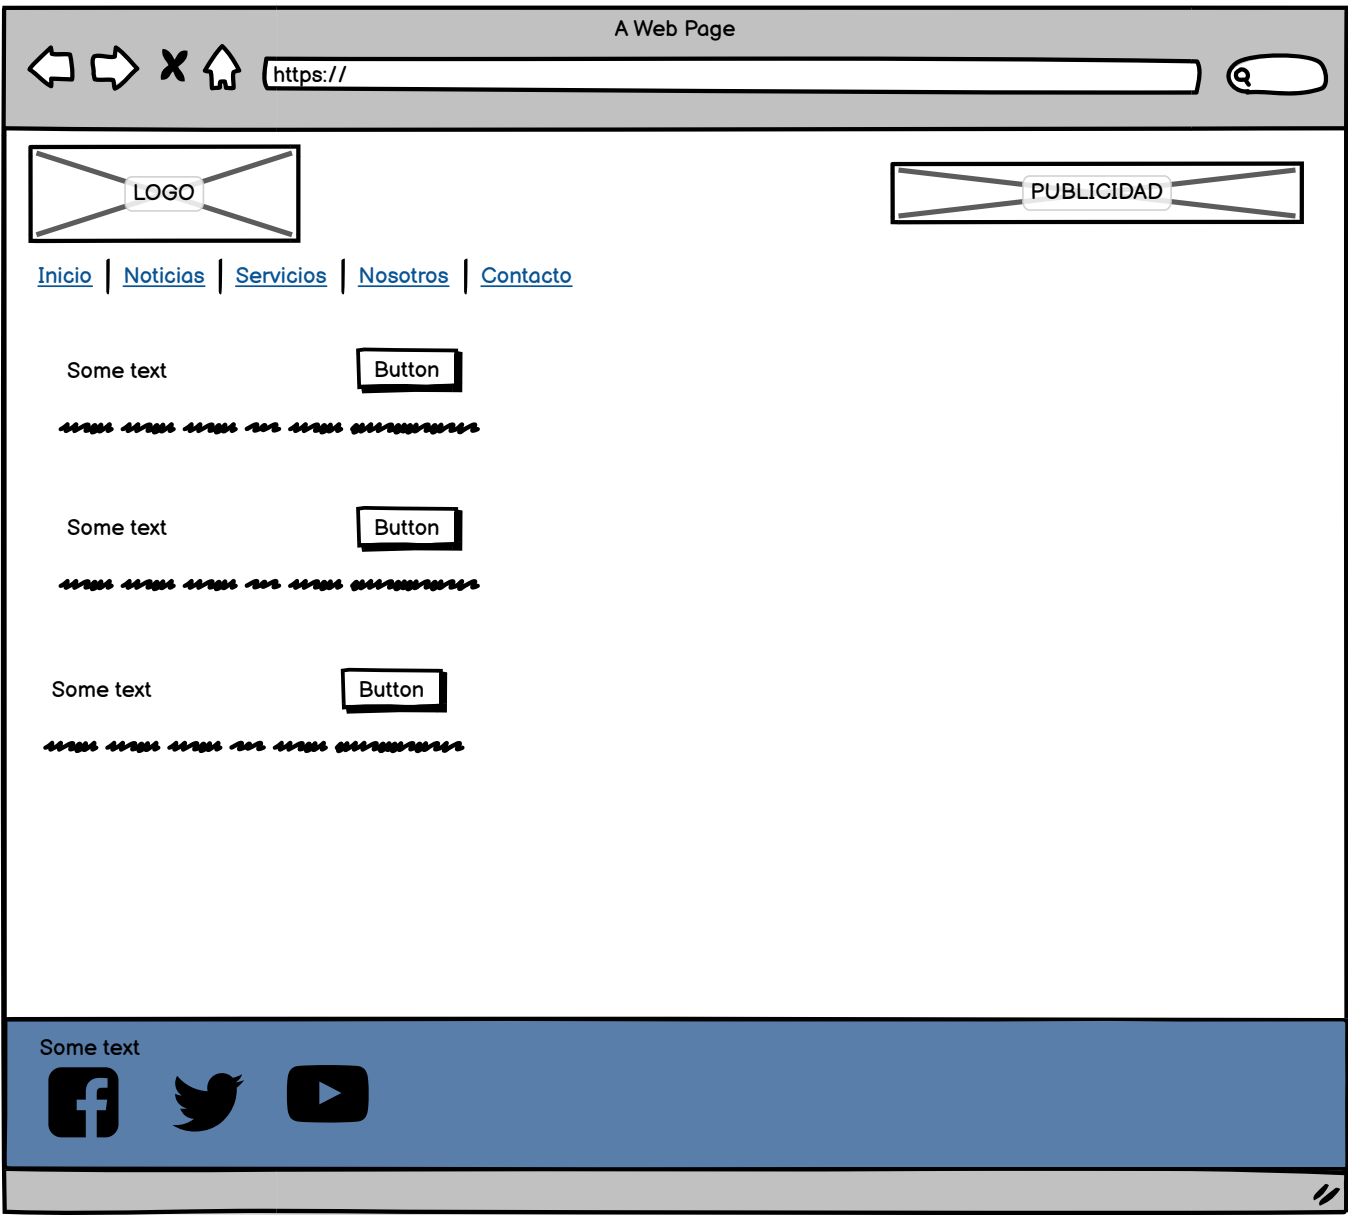 A Web Page
https://
LOGO
PUBLICIDAD
Inicio Noticias Servicios Nosotros Contacto
Some text Button
Some text Button
Some text Button
Some text